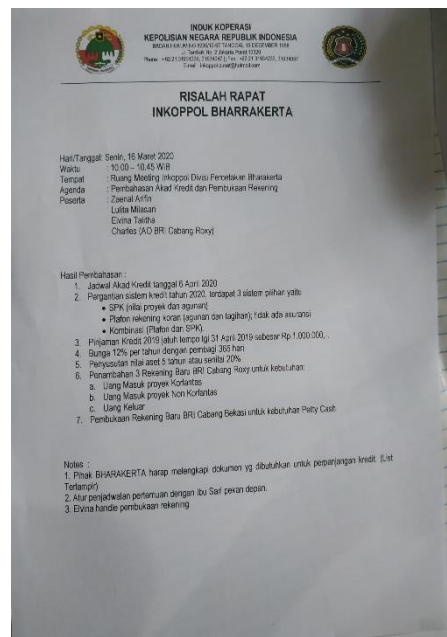 INDUK KOPERASI
KEPOLISIAN NEGARA REPUBLIK INDONESIA
RISALAH RAPAT
INKOPPOL BHARRAKERTA
Hari/Tanggal: Senin, 16 Maret 2020
Waktu : 10.00 – 10.45 WIB
Tempat : Ruang Meeting Inkoppol Divisi Percetakan Bharakerta
Agenda : Pembahasan Akad Kredit dan Pembukaan Rekening
Peserta : Zaenal Arifin
Lulita Milasari
Elvina Talitha
Charles (AO BRI Cabang Roxy)
Hasil Pembahasan :
1. Jadwal Akad Kredit tanggal 6 April 2020
2. Pergantian sistem kredit tahun 2020, terdapat 3 sistem pilihan yaitu
• SPK (nilai proyek dan agunan)
• Plafon rekening koran (agunan dan tagihan); tidak ada asuransi
• Kombinasi (Plafon dan SPK).
3. Pinjaman Kredit 2019 jatuh tempo tgl 31 April 2019 sebesar Rp.1.000.000,-.
4. Bunga 12% per tahun dengan pembagi 365 hari
5. Penyusutan nilai aset 5 tahun atau senilai 20%
6. Penambahan 3 Rekening Baru BRI Cabang Roxy untuk kebutuhan:
a. Uang Masuk proyek Korlantas
b. Uang Masuk proyek Non Korlantas
c. Uang Keluar
7. Pembukaan Rekening Baru BRI Cabang Bekasi untuk kebutuhan Petty Cash
Notes :
1. Pihak BHARAKERTA harap melengkapi dokumen yg dibutuhkan untuk perpanjangan kredit. (List
Terlampir)
2. Atur penjadwalan pertemuan dengan Ibu Sari pekan depan.
3. Elvina handle pembukaan rekening